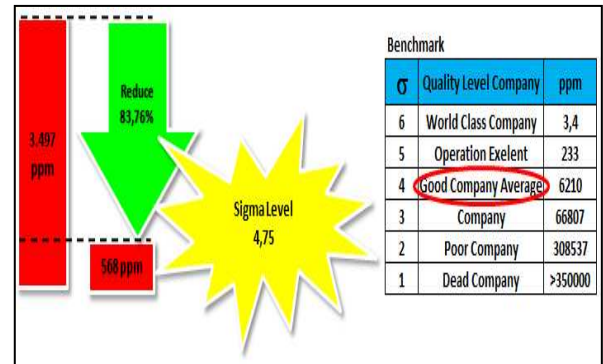 3.497
ppm
Reduce
83,76%
568 ppm
Sigma Level
4,75
Benchmark
σ Quality Level Company ppm
6 World Class Company 3,4
5 Operation Exelent 233
4 Good Company Average 6210
3 Company 66807
2 Poor Company 308537
1 Dead Company >350000